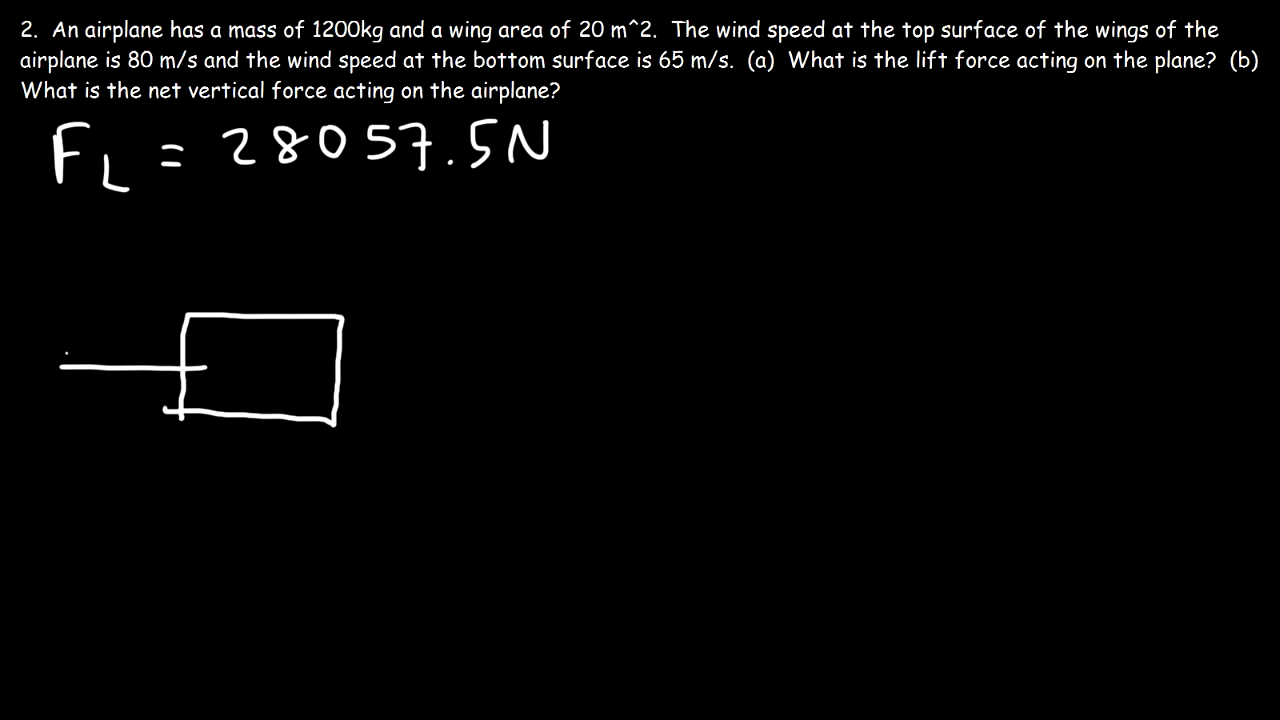 2. An airplane has a mass of 1200kg and a wing area of 20 m^2. The wind speed at the top surface of the wings of the
airplane is 80 m/s and the wind speed at the bottom surface is 65 m/s. (a) What is the lift force acting on the plane? (b)
What is the net vertical force acting on the airplane?
F_L = 28057.5N